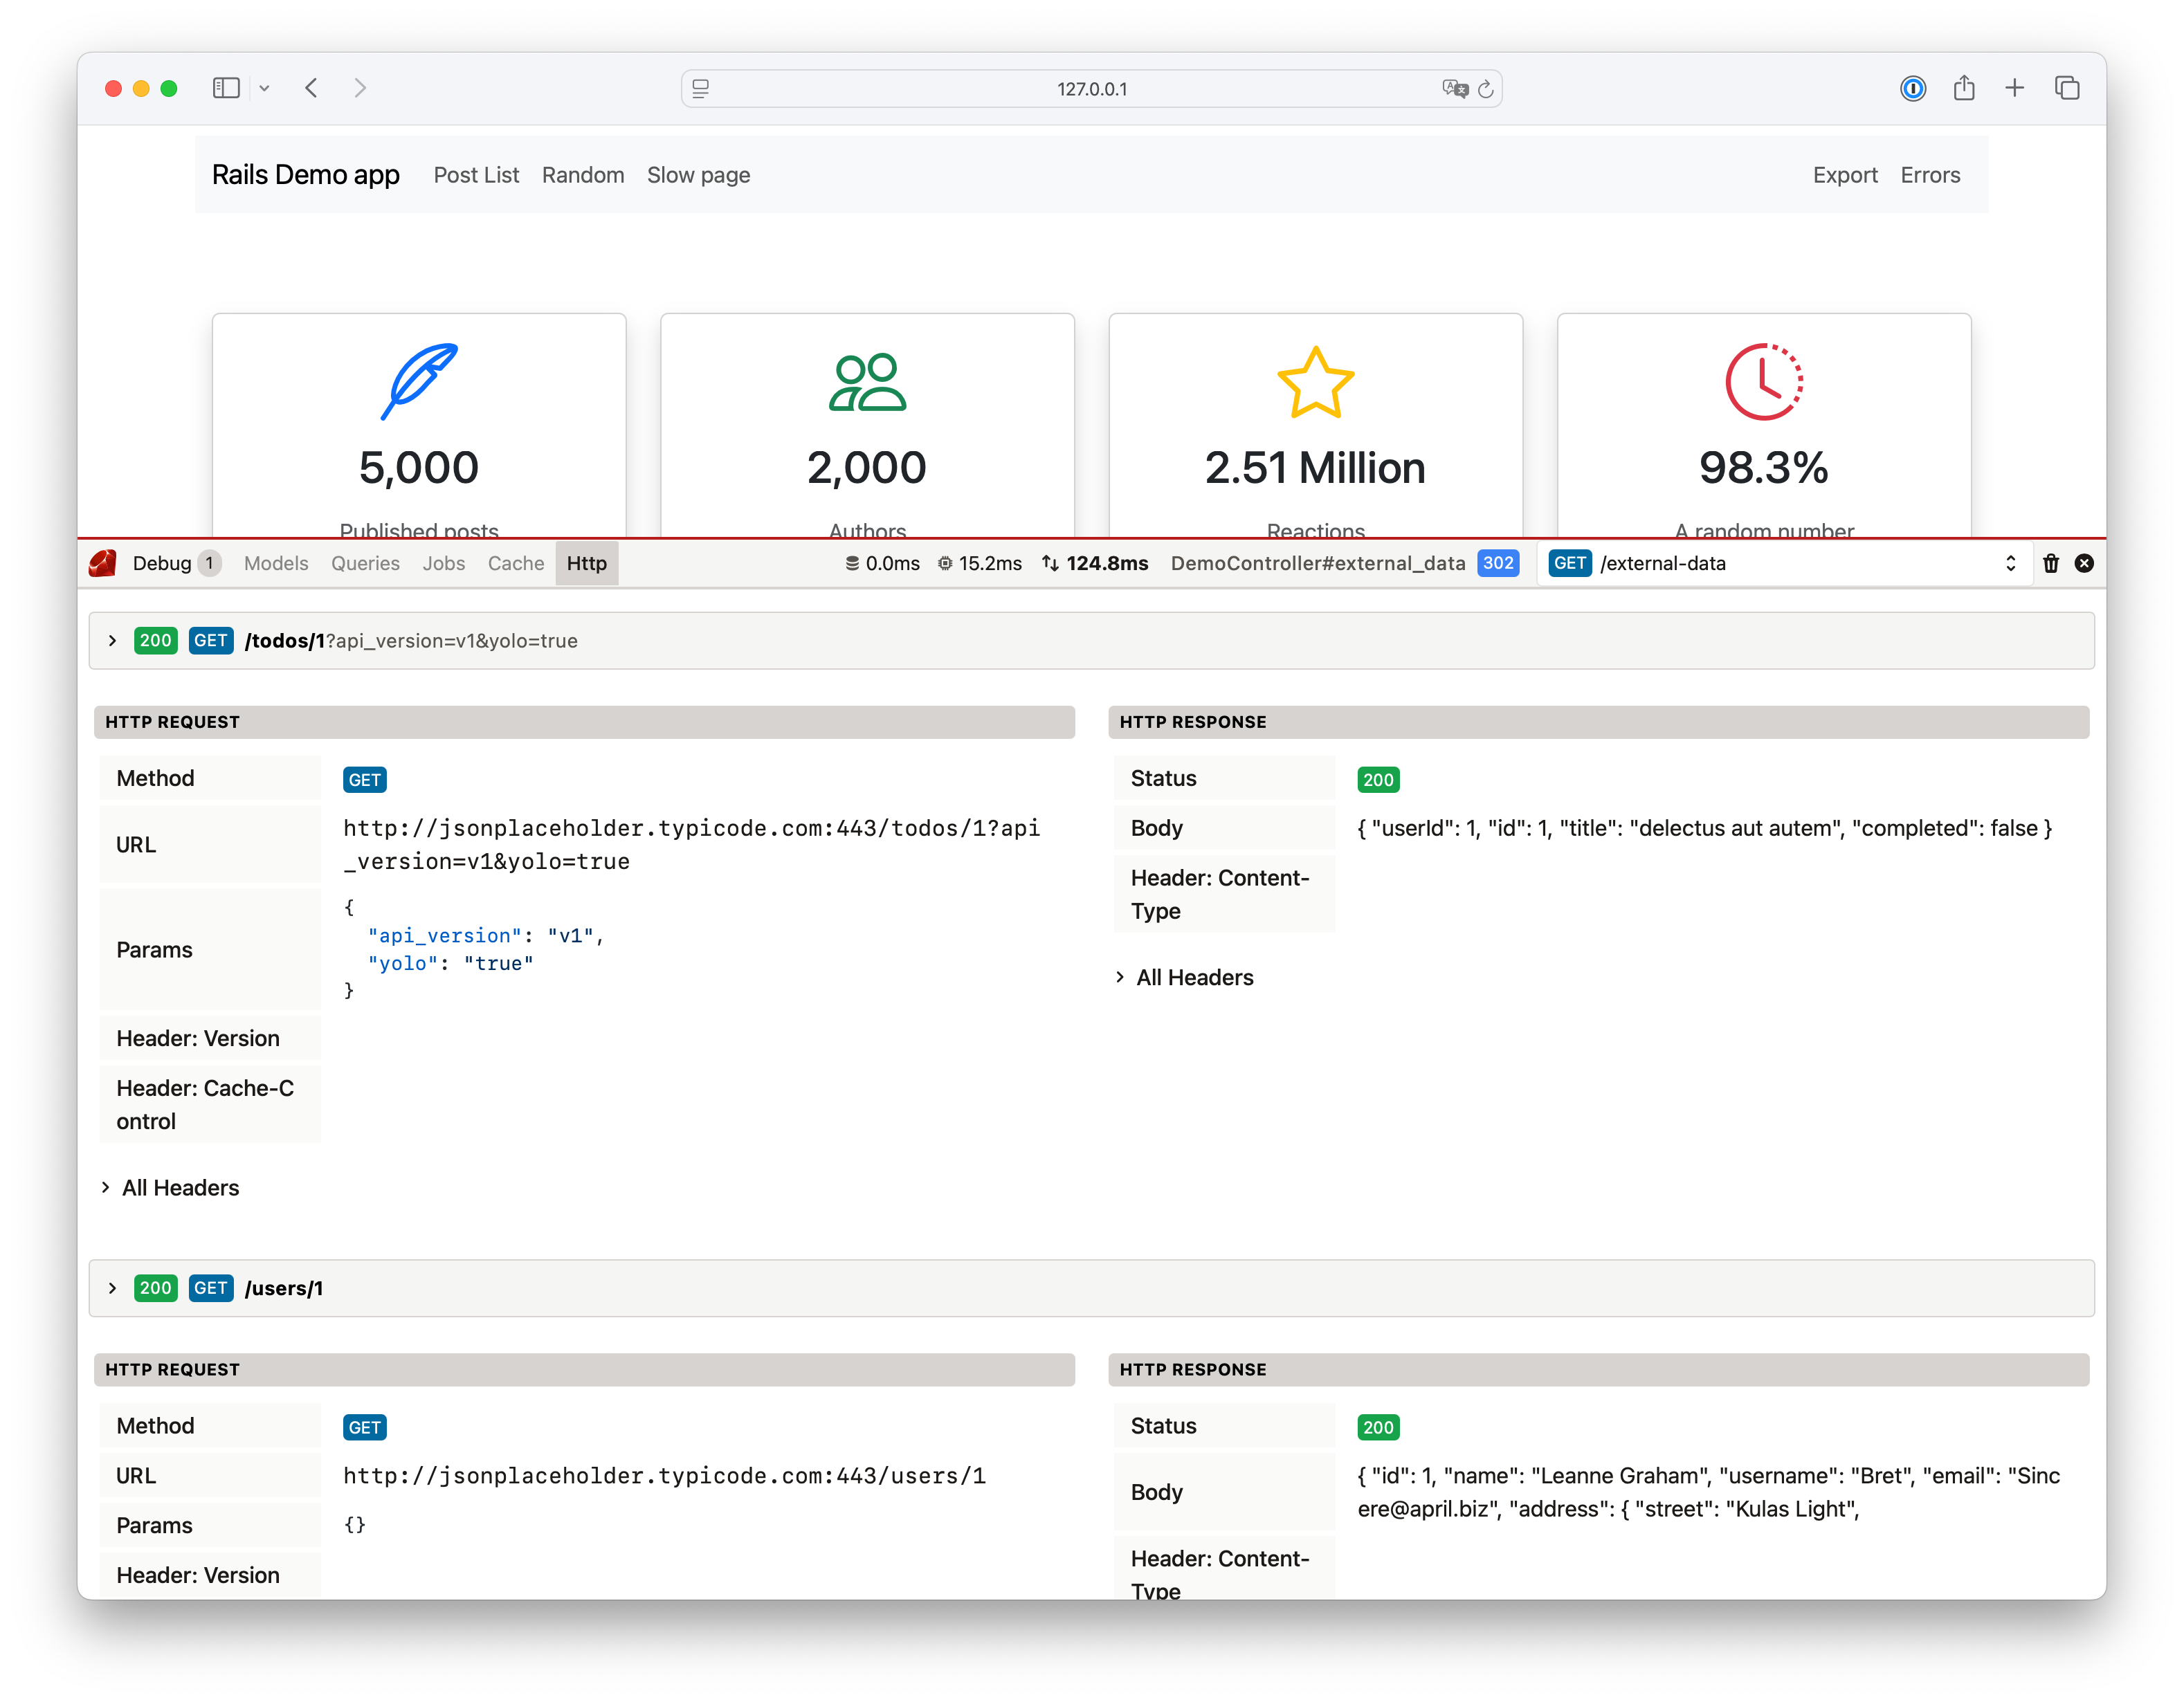 127.0.0.1
Rails Demo app Post List Random Slow page Export Errors
5,000 2,000 2.51 Million 98.3%
Published posts Authors Reactions A random number
Debug 1 Models Queries Jobs Cache Http 0.0ms 15.2ms 124.8ms DemoController#external_data 302 GET /external-data
200 GET /todos/1?api_version=v1&yolo=true
HTTP REQUEST
Method GET
URL http://jsonplaceholder.typicode.com:443/todos/1?api
_version=v1&yolo=true
Params {
"api_version": "v1",
"yolo": "true"
}
Header: Version
Header: Cache-C
ontrol
All Headers
HTTP RESPONSE
Status 200
Body { "userId": 1, "id": 1, "title": "delectus aut autem", "completed": false }
Header: Content-
Type
All Headers
200 GET /users/1
HTTP REQUEST
Method GET
URL http://jsonplaceholder.typicode.com:443/users/1
Params {}
Header: Version
HTTP RESPONSE
Status 200
Body { "id": 1, "name": "Leanne Graham", "username": "Bret", "email": "Sinc
ere@april.biz", "address": { "street": "Kulas Light",
Header: Content-
Type